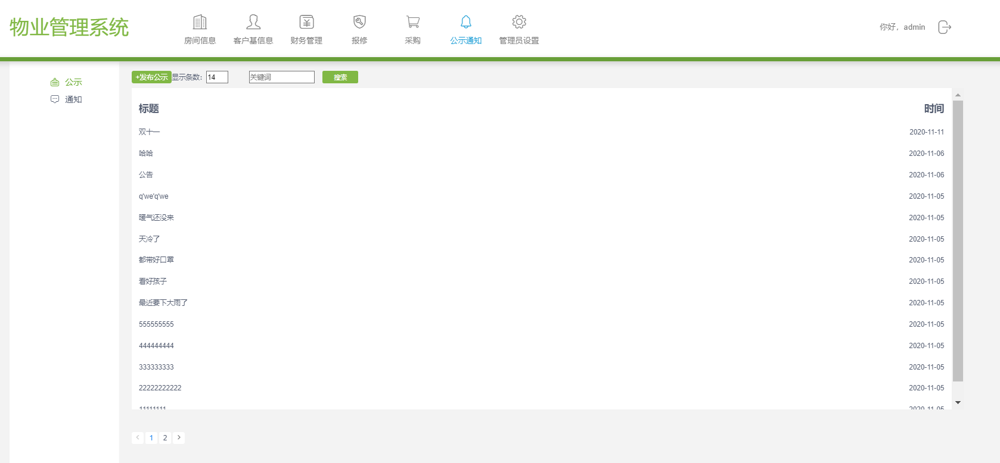 物业管理系统
房间信息 客户基信息 财务管理 报修 采购 公示通知 管理员设置
你好，admin
公示
通知
+发布公示 显示条数: 14 关键词 搜索
标题 时间
双十一 2020-11-11
哈哈 2020-11-06
公告 2020-11-06
q'we'q'we 2020-11-05
暖气还没来 2020-11-05
天冷了 2020-11-05
都带好口罩 2020-11-05
看好孩子 2020-11-05
最近要下大雨了 2020-11-05
555555555 2020-11-05
444444444 2020-11-05
333333333 2020-11-05
22222222222 2020-11-05
11111111 2020-11-05
1 2